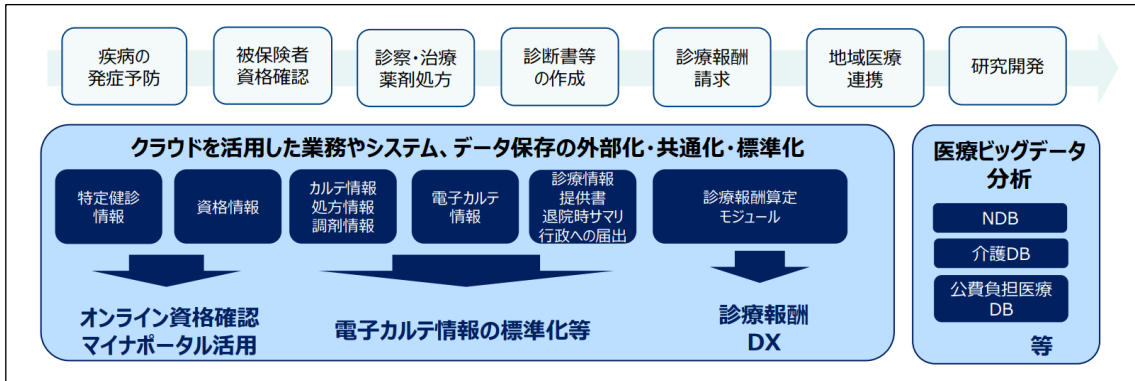 疾病の
発症予防
被保険者
資格確認
診察・治療
薬剤処方
診断書等
の作成
診療報酬
請求
地域医療
連携
研究開発
クラウドを活用した業務やシステム、データ保存の外部化・共通化・標準化
特定健診
情報
資格情報
カルテ情報
処方情報
調剤情報
電子カルテ
情報
診療情報
提供書
退院時サマリ
行政への届出
診療報酬算定
モジュール
オンライン資格確認
マイナポータル活用
電子カルテ情報の標準化等
診療報酬
DX
医療ビッグデータ
分析
NDB
介護DB
公費負担医療
DB
等